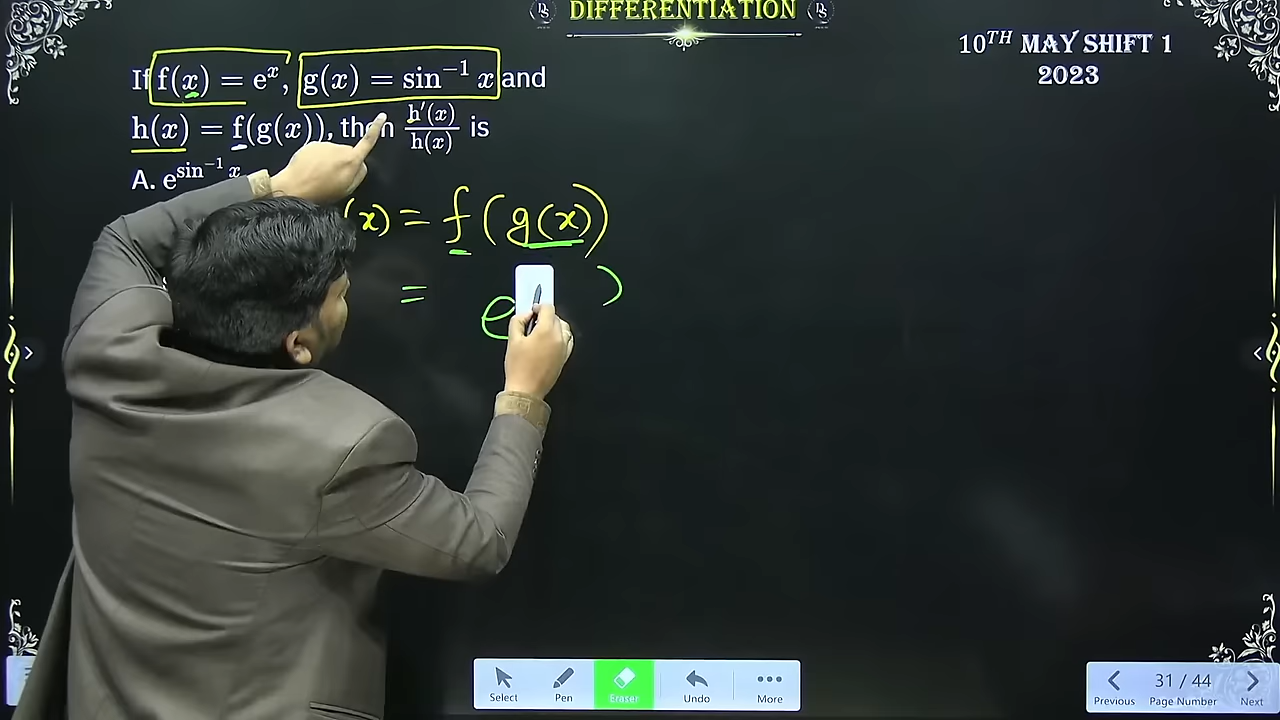 DIFFERENTIATION
10TH MAY SHIFT 1
2023
If f(x) = eˣ, g(x) = sin⁻¹ x and
h(x) = f(g(x)), then h′(x)/h(x) is
A. e^(sin⁻¹ x)
(x) = f(g(x))
= e )
Select Pen Eraser Undo More
31 / 44
Previous Page Number Next